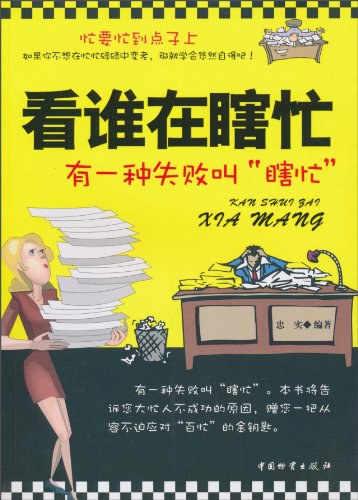 忙要忙到点子上
如果你不想在忙忙碌碌中变老，那就学会悠然自得吧！
看谁在瞎忙
有一种失败叫“瞎忙”
KAN SHUI ZAI
XIA MANG
忠实◆编著
有一种失败叫“瞎忙”。本书将告
诉您大忙人不成功的原因，赠您一把从
容不迫应对“百忙”的金钥匙。
中国物资出版社